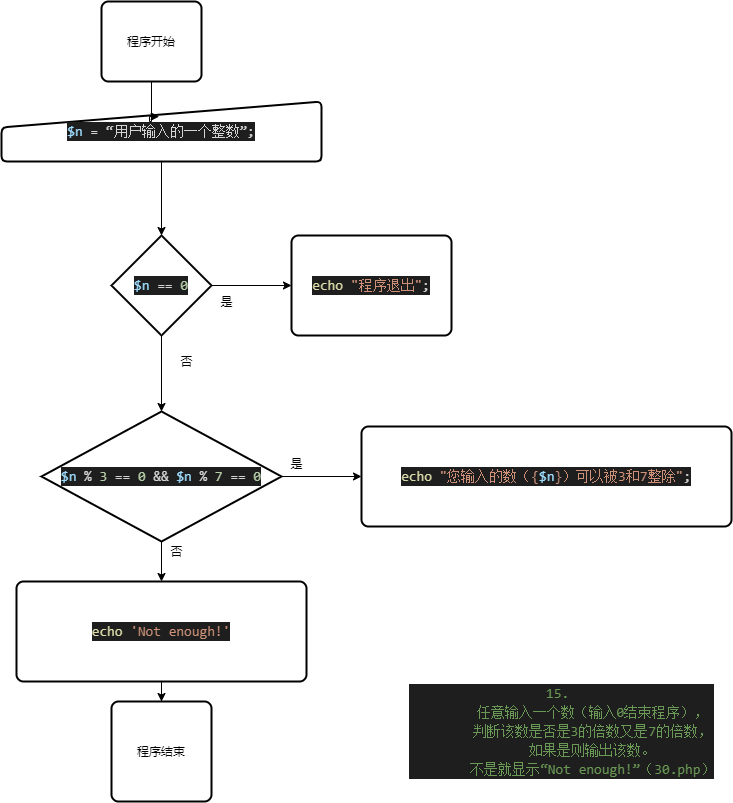 程序开始
$n = “用户输入的一个整数”;
$n == 0
是
echo "程序退出";
否
$n % 3 == 0 && $n % 7 == 0
是
echo "您输入的数（{$n}）可以被3和7整除";
否
echo 'Not enough!'
程序结束
15.
任意输入一个数（输入0结束程序），
判断该数是否是3的倍数又是7的倍数，
如果是则输出该数。
不是就显示“Not enough!”（30.php）